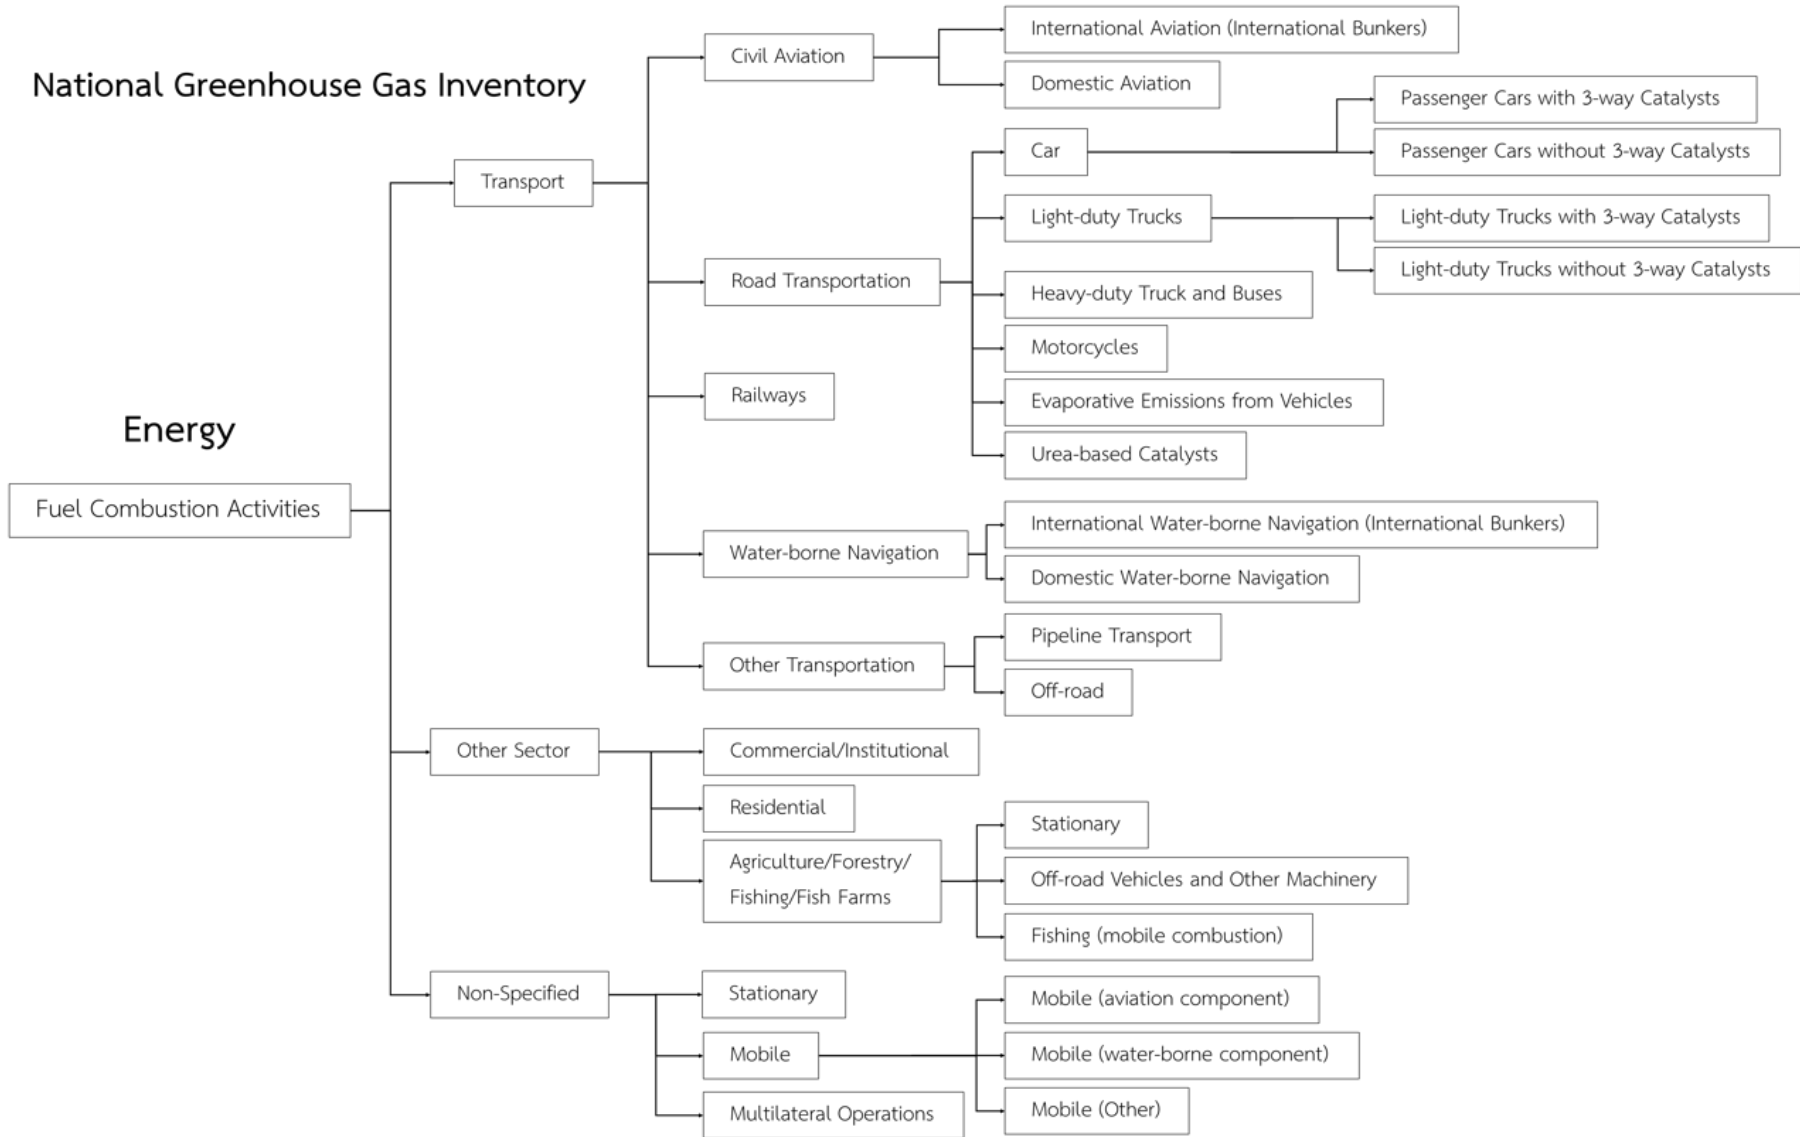 National Greenhouse Gas Inventory
Energy
Fuel Combustion Activities
Transport
Civil Aviation
International Aviation (International Bunkers)
Domestic Aviation
Road Transportation
Car
Passenger Cars with 3-way Catalysts
Passenger Cars without 3-way Catalysts
Light-duty Trucks
Light-duty Trucks with 3-way Catalysts
Light-duty Trucks without 3-way Catalysts
Heavy-duty Truck and Buses
Motorcycles
Evaporative Emissions from Vehicles
Urea-based Catalysts
Railways
Water-borne Navigation
International Water-borne Navigation (International Bunkers)
Domestic Water-borne Navigation
Other Transportation
Pipeline Transport
Off-road
Other Sector
Commercial/Institutional
Residential
Agriculture/Forestry/
Fishing/Fish Farms
Stationary
Off-road Vehicles and Other Machinery
Fishing (mobile combustion)
Non-Specified
Stationary
Mobile
Mobile (aviation component)
Mobile (water-borne component)
Mobile (Other)
Multilateral Operations